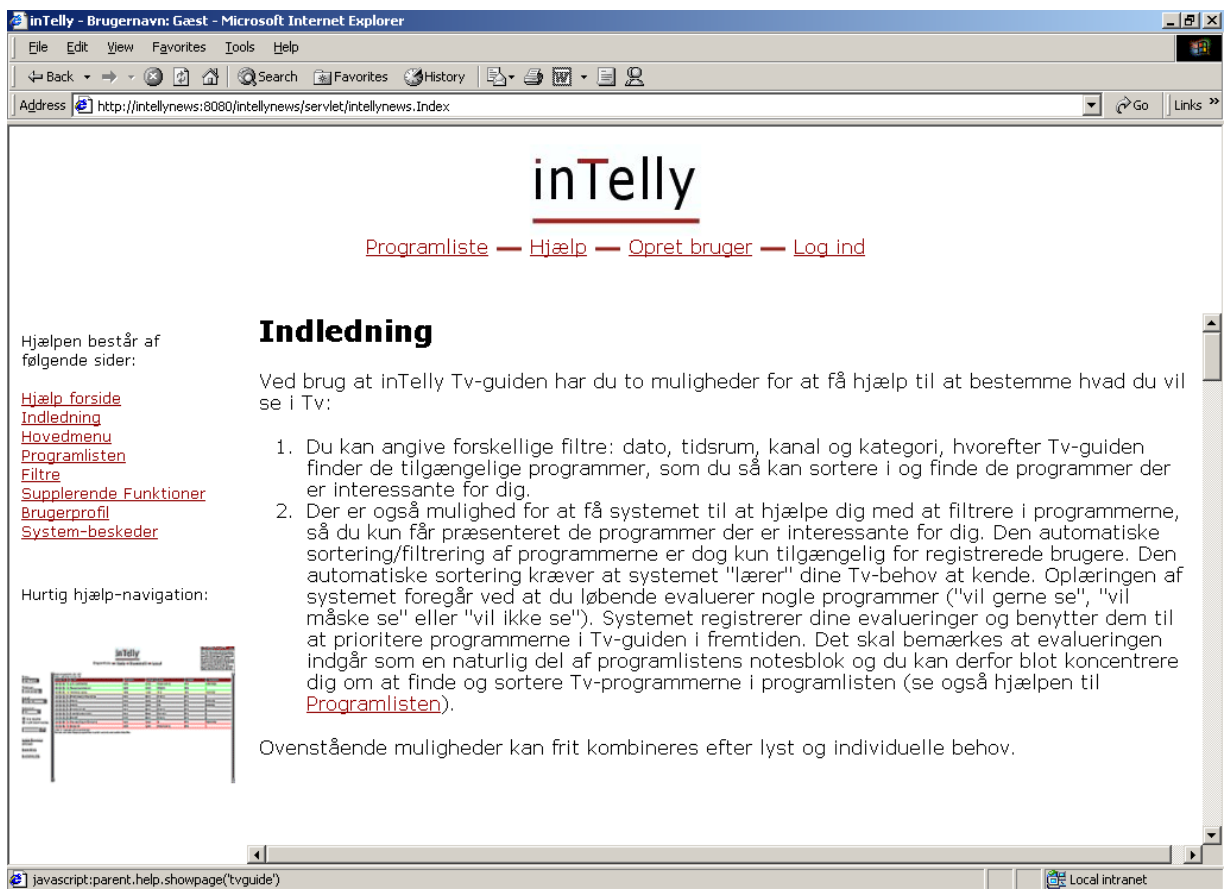 inTelly - Brugernavn: Gæst - Microsoft Internet Explorer
File Edit View Favorites Tools Help
Back Search Favorites History
Address http://intellynews:8080/intellynews/servlet/intellynews.Index Go Links »
inTelly
Programliste — Hjælp — Opret bruger — Log ind
Hjælpen består af
følgende sider:
Hjælp forside
Indledning
Hovedmenu
Programlisten
Filtre
Supplerende Funktioner
Brugerprofil
System-beskeder
Hurtig hjælp-navigation:
inTelly
Indledning
Ved brug at inTelly Tv-guiden har du to muligheder for at få hjælp til at bestemme hvad du vil
se i Tv:
1. Du kan angive forskellige filtre: dato, tidsrum, kanal og kategori, hvorefter Tv-guiden
finder de tilgængelige programmer, som du så kan sortere i og finde de programmer der
er interessante for dig.
2. Der er også mulighed for at få systemet til at hjælpe dig med at filtrere i programmerne,
så du kun får præsenteret de programmer der er interessante for dig. Den automatiske
sortering/filtrering af programmerne er dog kun tilgængelig for registrerede brugere. Den
automatiske sortering kræver at systemet "lærer" dine Tv-behov at kende. Oplæringen af
systemet foregår ved at du løbende evaluerer nogle programmer ("vil gerne se", "vil
måske se" eller "vil ikke se"). Systemet registrerer dine evalueringer og benytter dem til
at prioritere programmerne i Tv-guiden i fremtiden. Det skal bemærkes at evalueringen
indgår som en naturlig del af programlistens notesblok og du kan derfor blot koncentrere
dig om at finde og sortere Tv-programmerne i programlisten (se også hjælpen til
Programlisten).
Ovenstående muligheder kan frit kombineres efter lyst og individuelle behov.
javascript:parent.help.showpage('tvguide') Local intranet